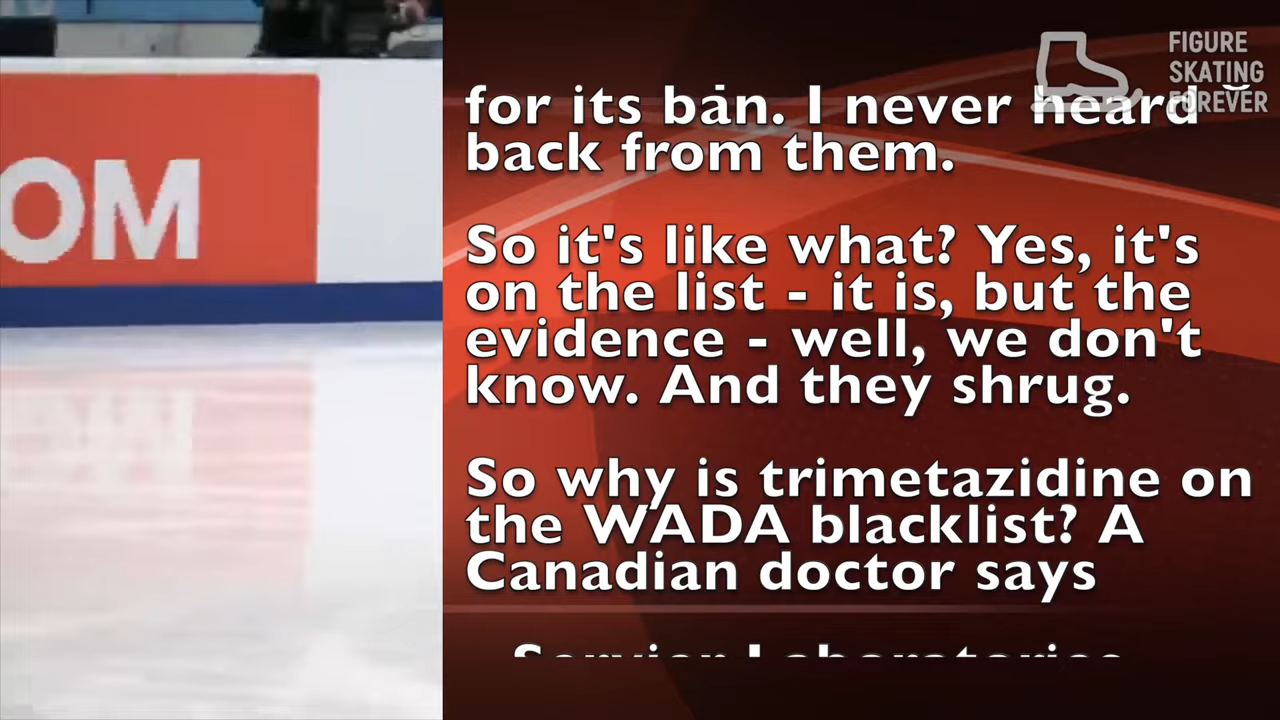 FIGURE
SKATING
FOREVER
OM
for its ban. I never heard
back from them.
So it's like what? Yes, it's
on the list - it is, but the
evidence - well, we don't
know. And they shrug.
So why is trimetazidine on
the WADA blacklist? A
Canadian doctor says
Servier Laboratories